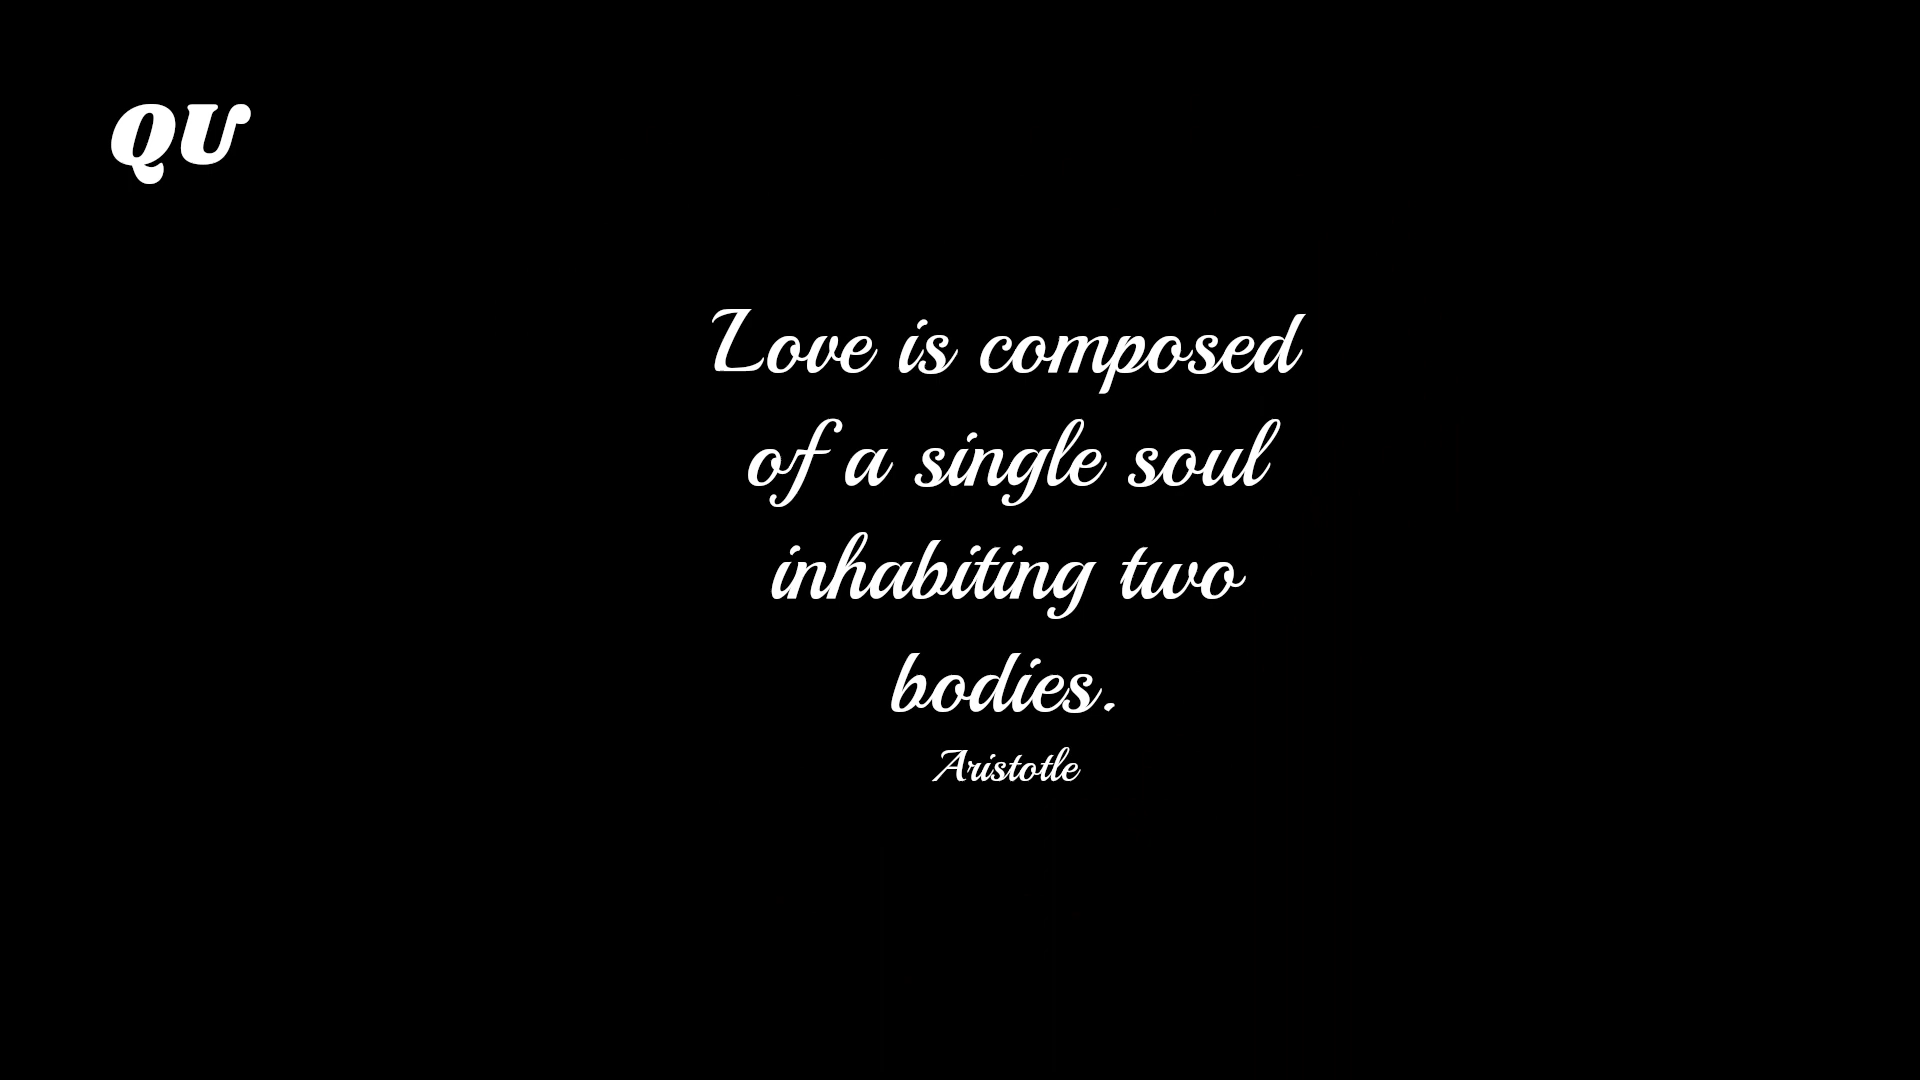 QU
Love is composed
of a single soul
inhabiting two
bodies.
Aristotle